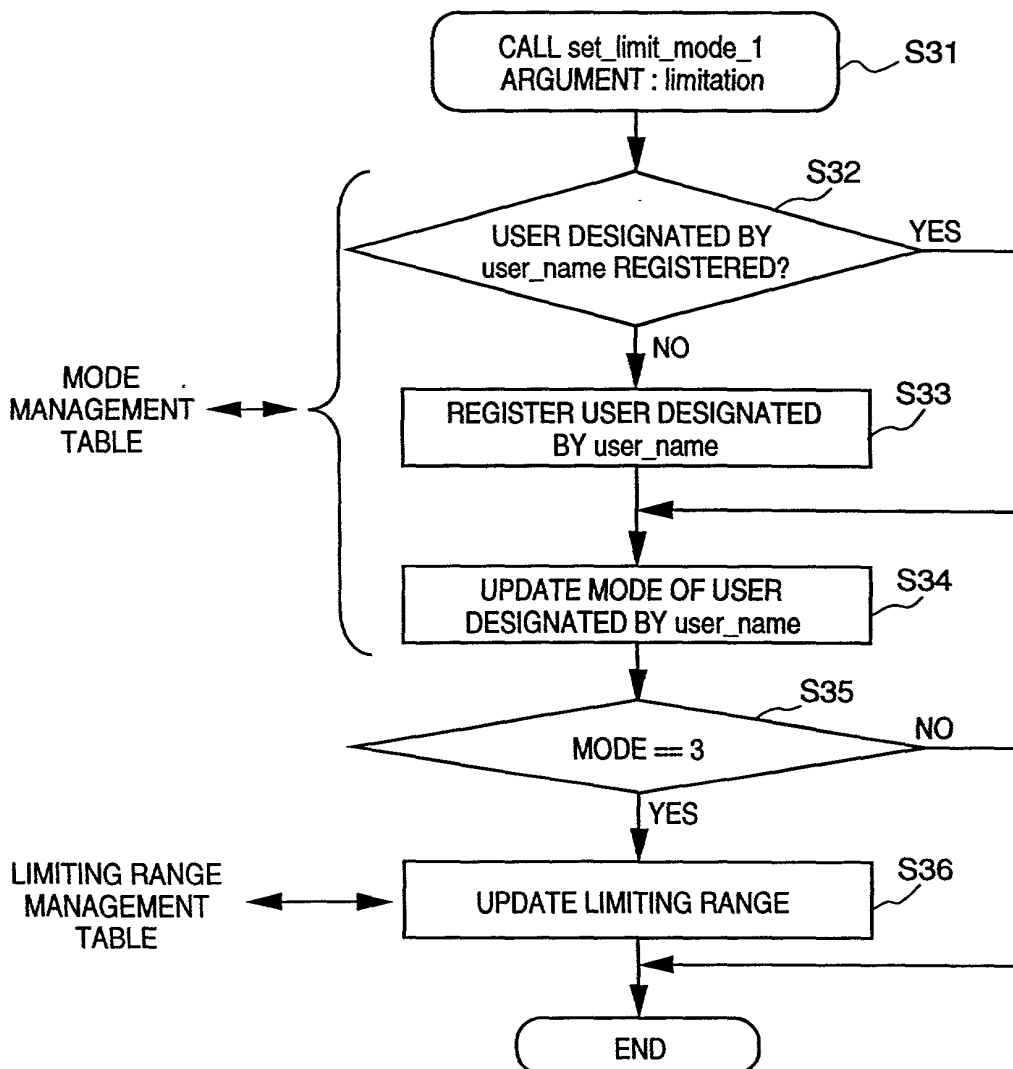 CALL set_limit_mode_1
ARGUMENT : limitation
S31
S32
USER DESIGNATED BY
user_name REGISTERED?
YES
NO
MODE
MANAGEMENT
TABLE
REGISTER USER DESIGNATED
BY user_name
S33
UPDATE MODE OF USER
DESIGNATED BY user_name
S34
S35
MODE == 3
NO
YES
LIMITING RANGE
MANAGEMENT
TABLE
UPDATE LIMITING RANGE
S36
END